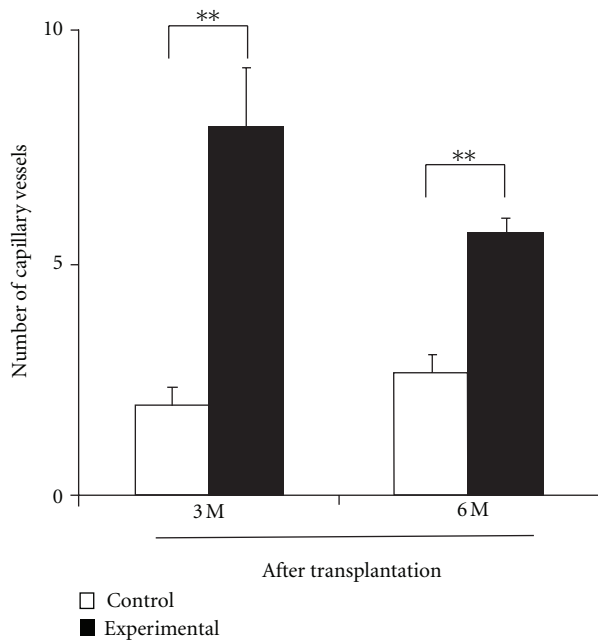 10
**
**
5
0
Number of capillary vessels
3 M
6 M
After transplantation
Control
Experimental